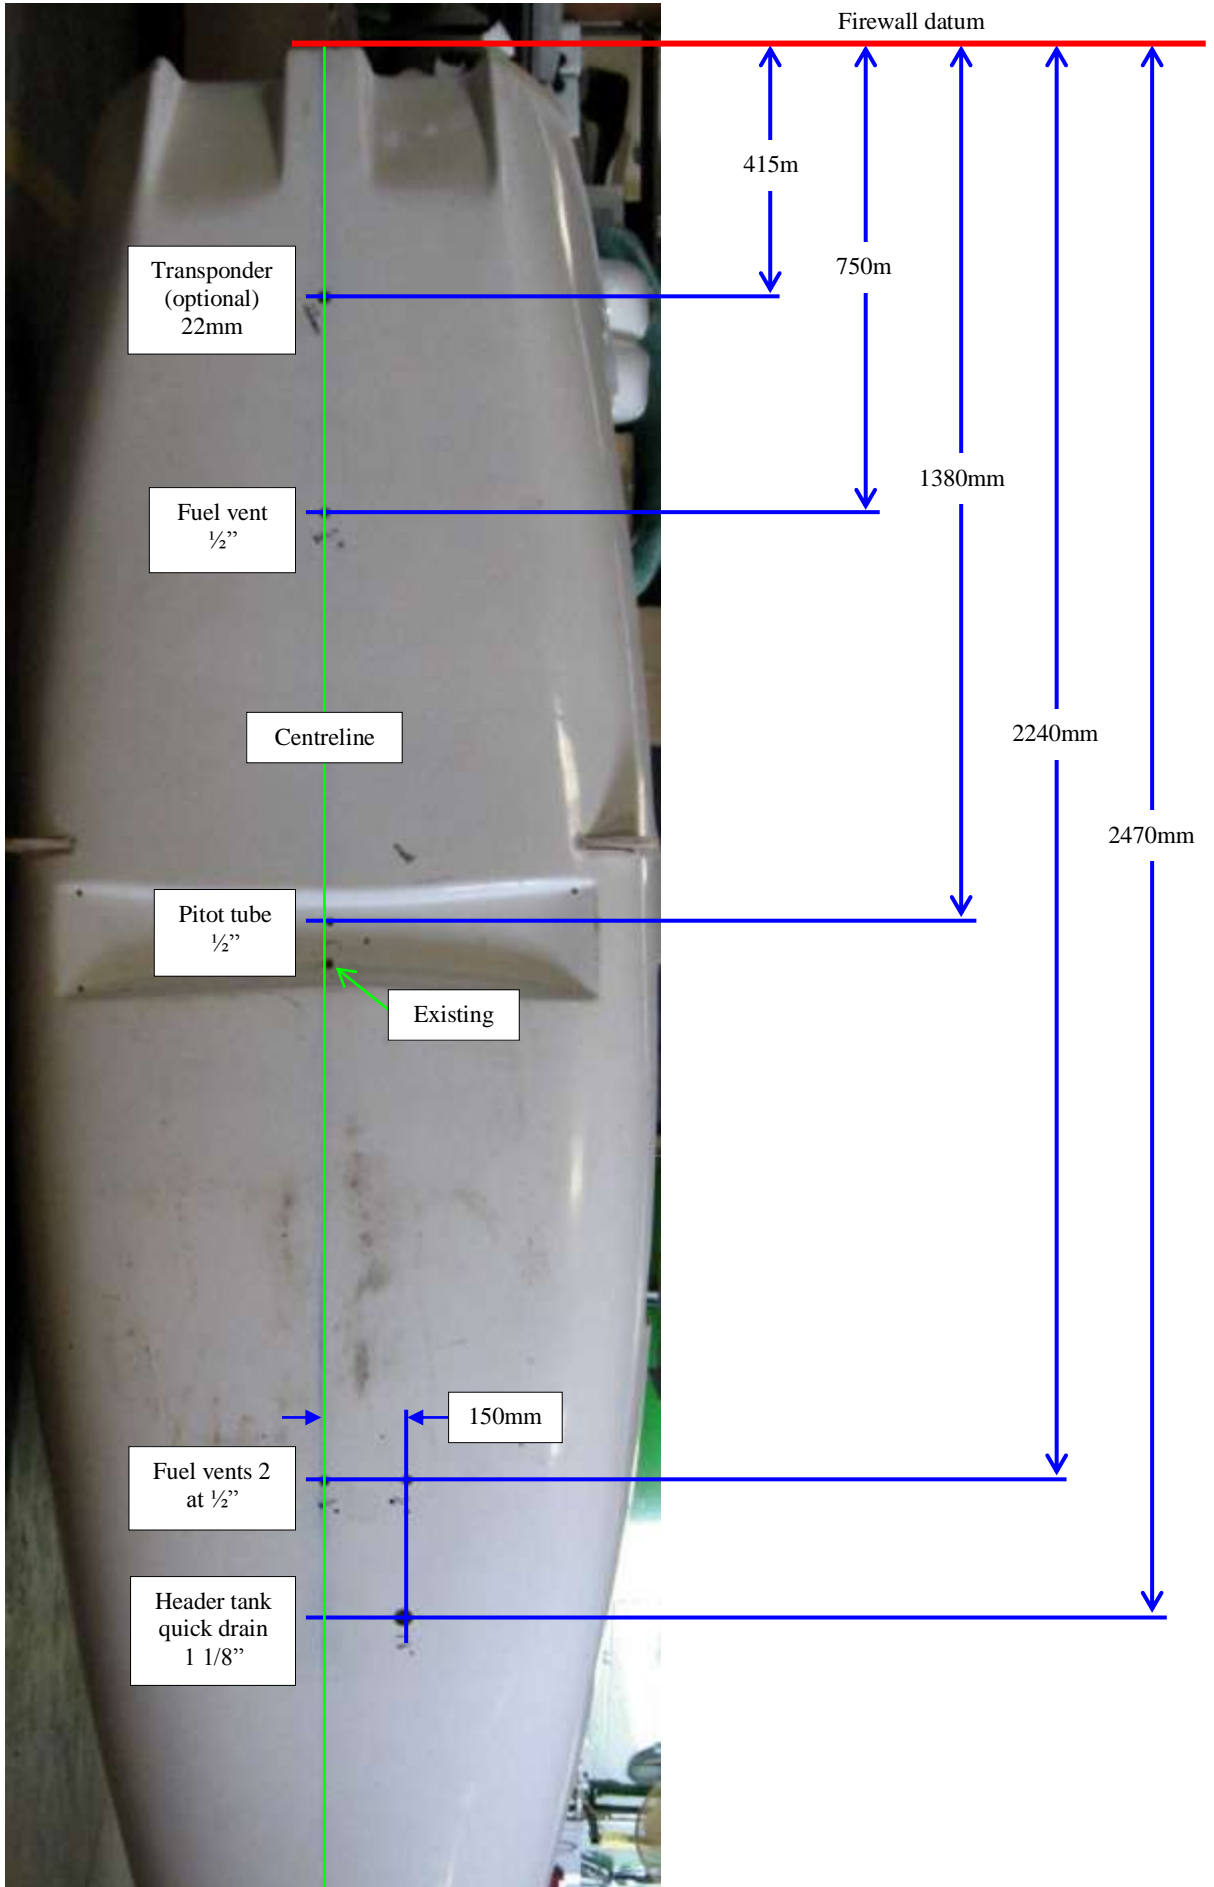 Firewall datum
415m
750m
Transponder
(optional)
22mm
1380mm
Fuel vent
½”
Centreline
2240mm
2470mm
Pitot tube
½”
Existing
150mm
Fuel vents 2
at ½”
Header tank
quick drain
1 1/8”